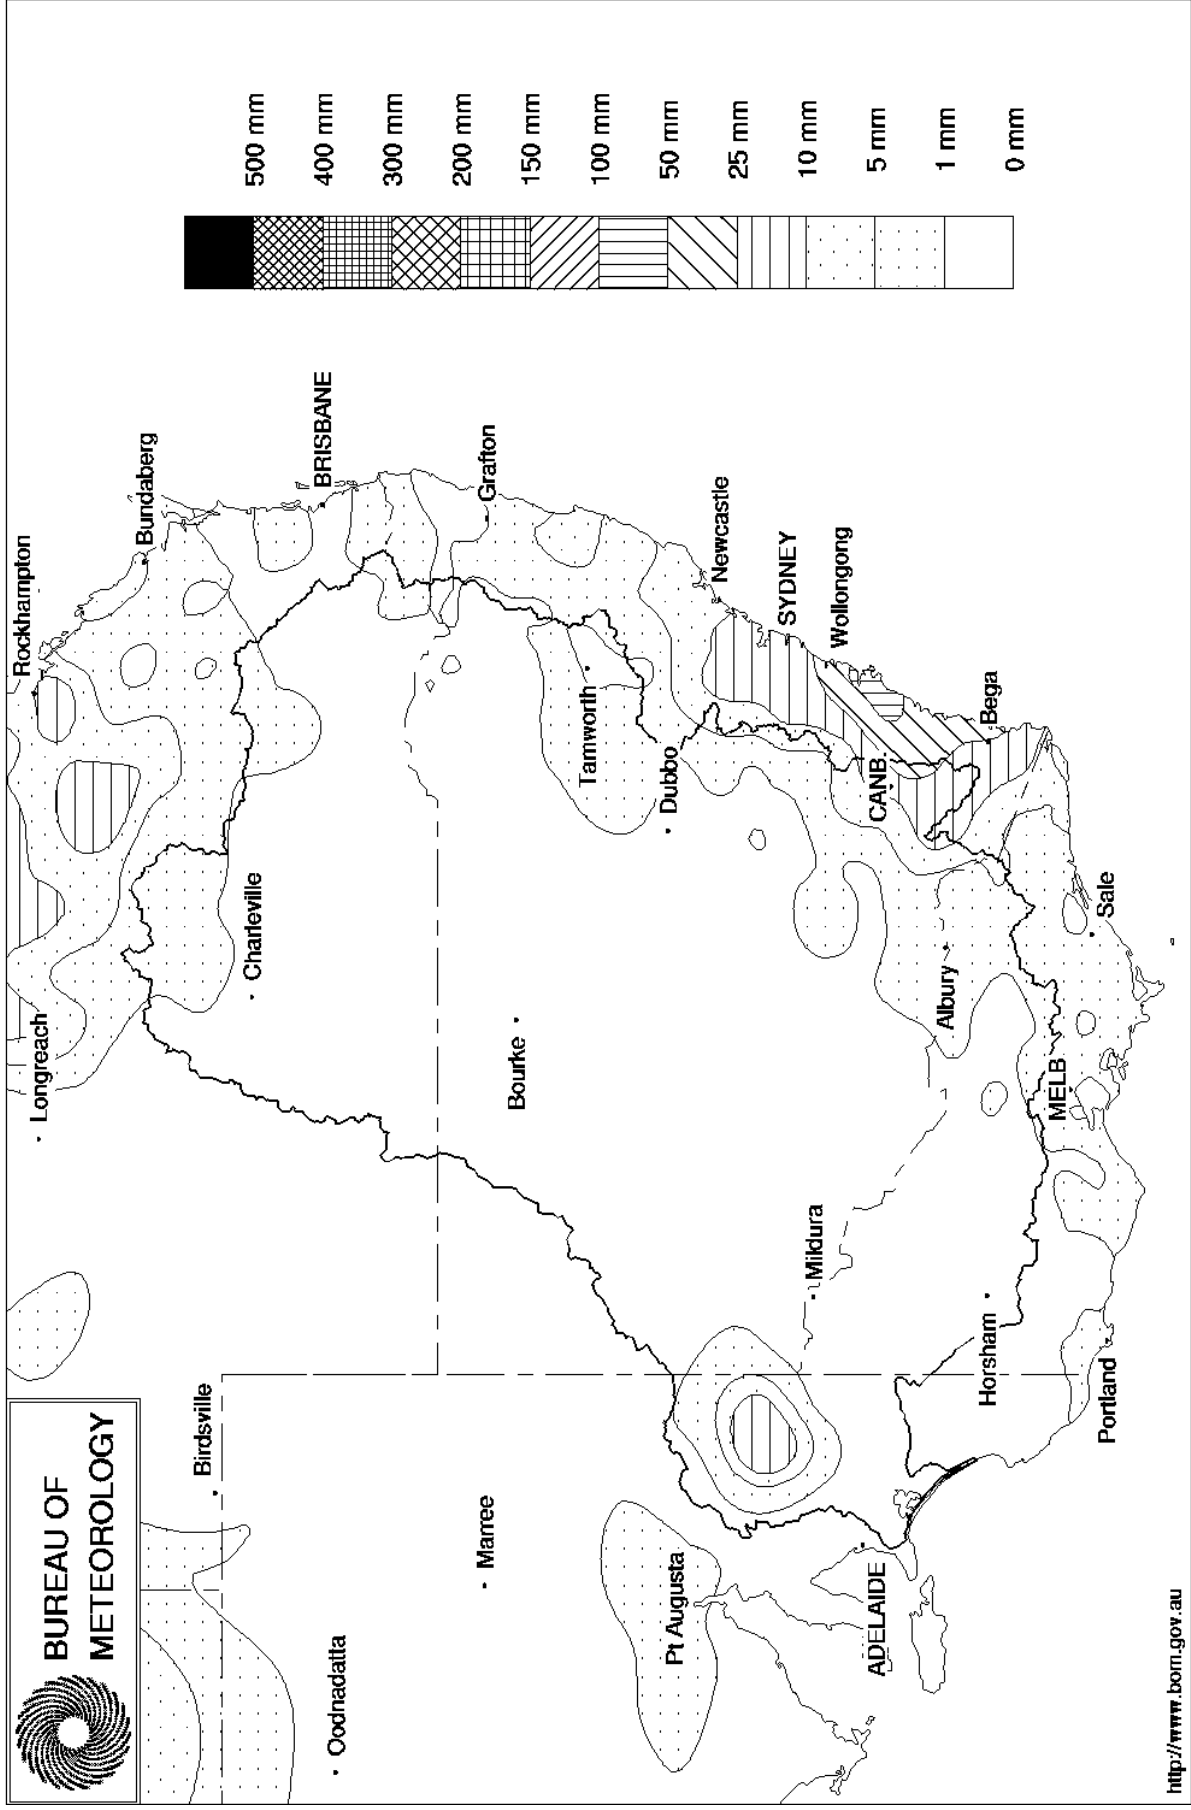 BUREAU OF
METEOROLOGY
Longreach
Rockhampton
Bundaberg
Birdsville
Charleville
BRISBANE
Oodnadatta
Marree
Bourke
Grafton
Tamworth
Pt Augusta
Dubbo
Newcastle
Mildura
SYDNEY
Wollongong
ADELAIDE
CANB.
Albury
Horsham
Bega
MELB
Portland
Sale
500 mm
400 mm
300 mm
200 mm
150 mm
100 mm
50 mm
25 mm
10 mm
5 mm
1 mm
0 mm
http://www.bom.gov.au